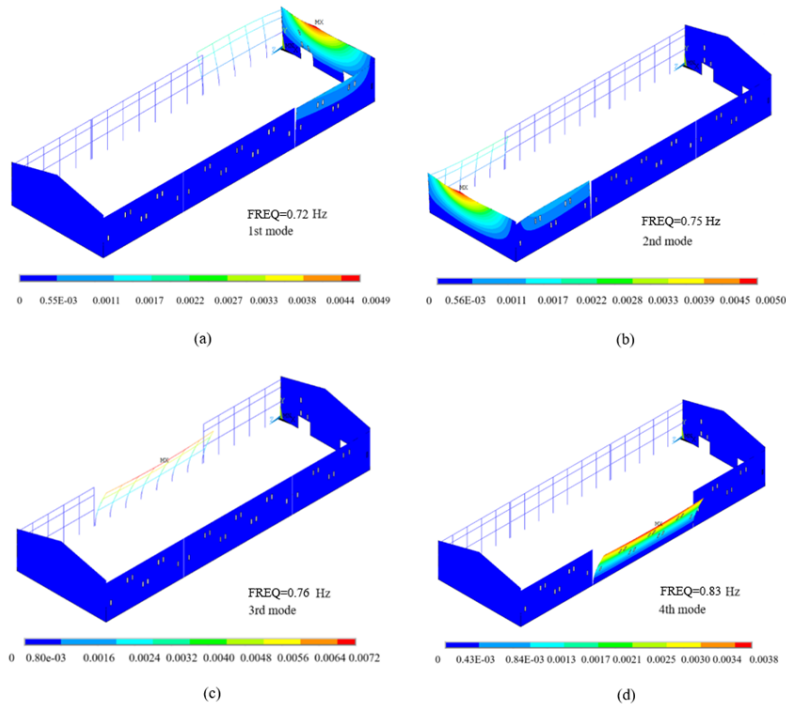 MX
FREQ=0.72 Hz
1st mode
0 0.55E-03 0.0011 0.0017 0.0022 0.0027 0.0033 0.0038 0.0044 0.0049
(a)
MX
FREQ=0.75 Hz
2nd mode
0 0.56E-03 0.0011 0.0017 0.0022 0.0028 0.0033 0.0039 0.0045 0.0050
(b)
MX
FREQ=0.76 Hz
3rd mode
0 0.80e-03 0.0016 0.0024 0.0032 0.0040 0.0048 0.0056 0.0064 0.0072
(c)
MX
FREQ=0.83 Hz
4th mode
0 0.43E-03 0.84E-03 0.0013 0.0017 0.0021 0.0025 0.0030 0.0034 0.0038
(d)